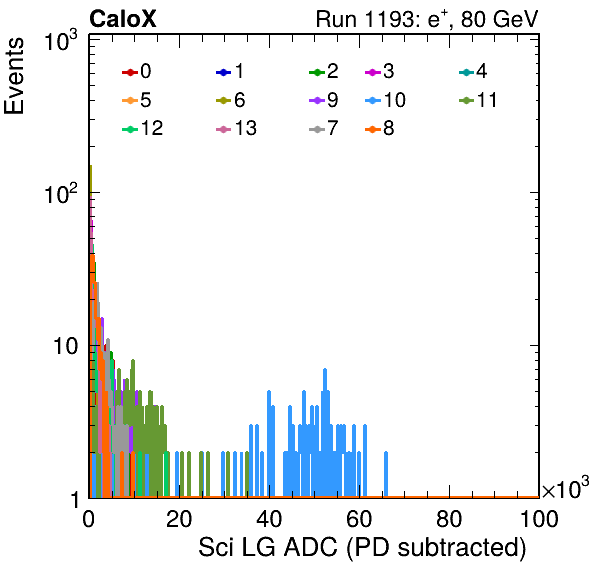 CaloX Run 1193: e⁺, 80 GeV
Events
10³
0 1 2 3 4
5 6 9 10 11
12 13 7 8
10²
10
1
0 20 40 60 80 100
×10³
Sci LG ADC (PD subtracted)